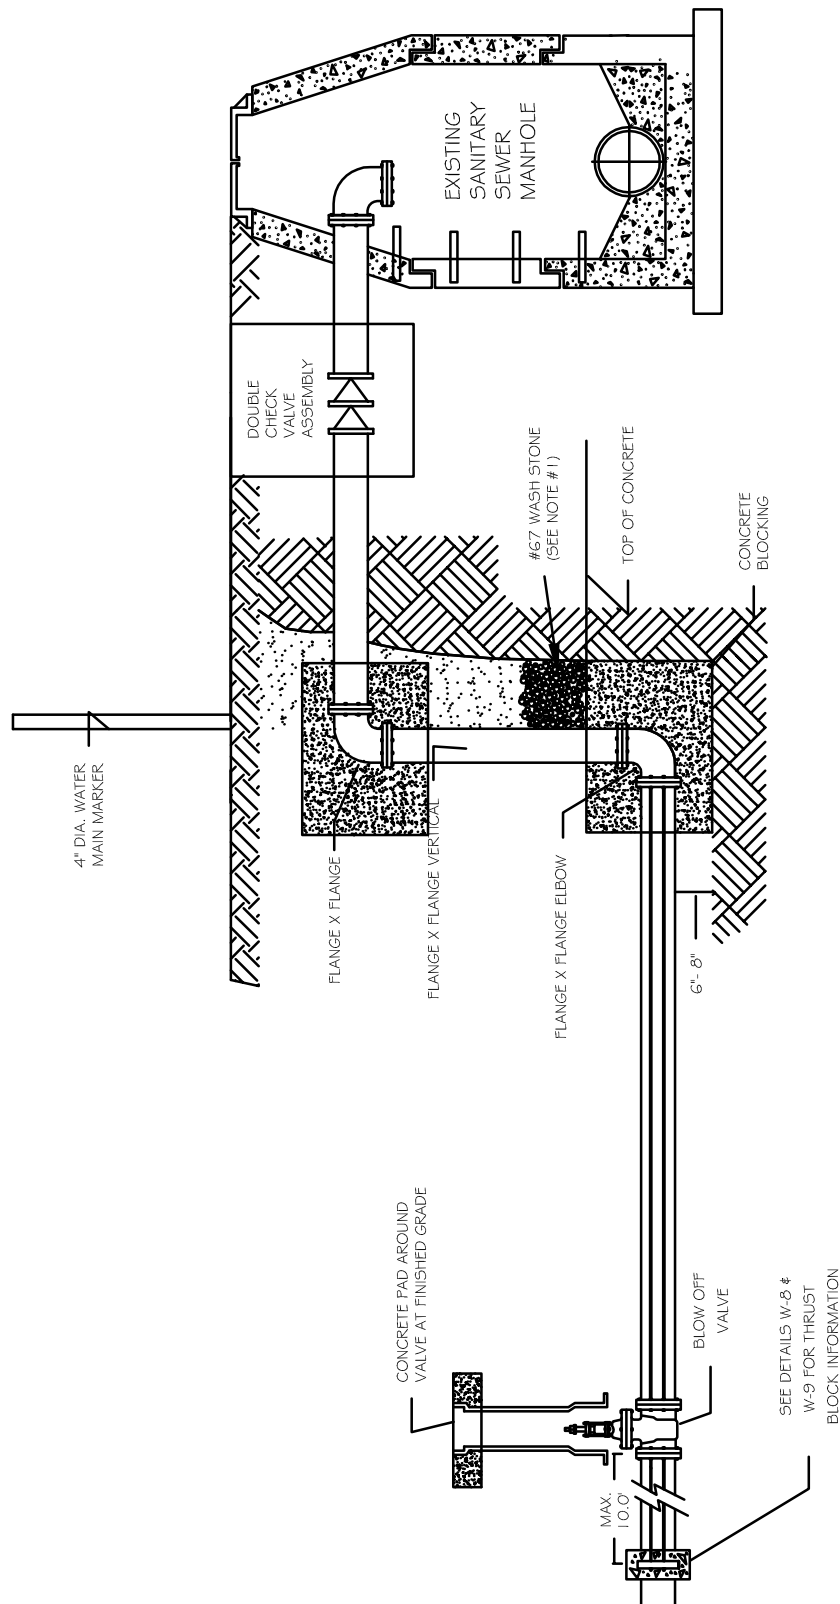 4" DIA. WATER
MAIN MARKER
CONCRETE PAD AROUND
VALVE AT FINISHED GRADE
FLANGE X FLANGE
DOUBLE
CHECK
VALVE
ASSEMBLY
FLANGE X FLANGE VERTICAL
EXISTING
SANITARY
SEWER
MANHOLE
#67 WASH STONE
(SEE NOTE #1)
FLANGE X FLANGE ELBOW
MAX.
10.0'
TOP OF CONCRETE
6"- 8"
BLOW OFF
VALVE
CONCRETE
BLOCKING
SEE DETAILS W-8 &
W-9 FOR THRUST
BLOCK INFORMATION